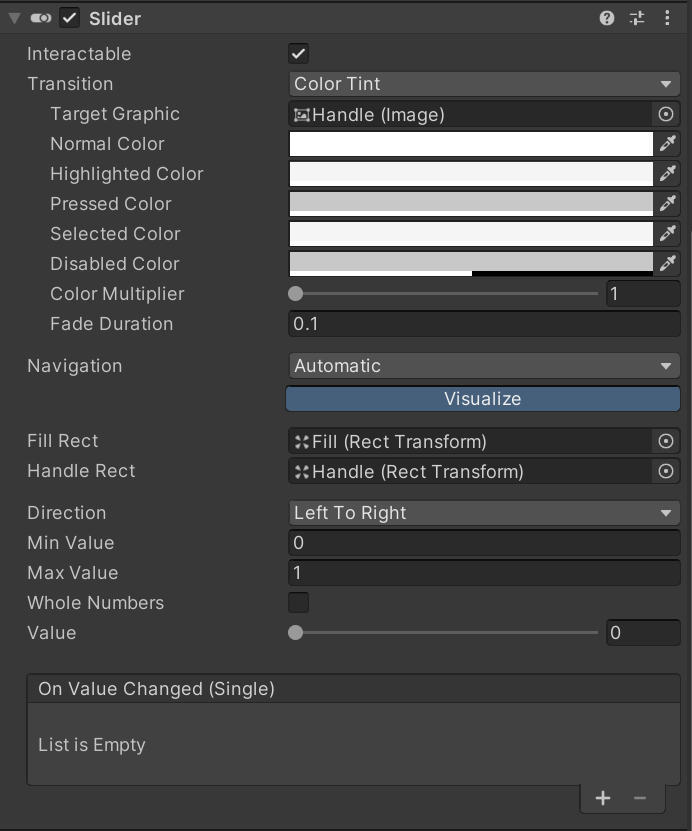 Slider
Interactable
Transition Color Tint
Target Graphic Handle (Image)
Normal Color
Highlighted Color
Pressed Color
Selected Color
Disabled Color
Color Multiplier 1
Fade Duration 0.1
Navigation Automatic
Visualize
Fill Rect Fill (Rect Transform)
Handle Rect Handle (Rect Transform)
Direction Left To Right
Min Value 0
Max Value 1
Whole Numbers
Value 0
On Value Changed (Single)
List is Empty